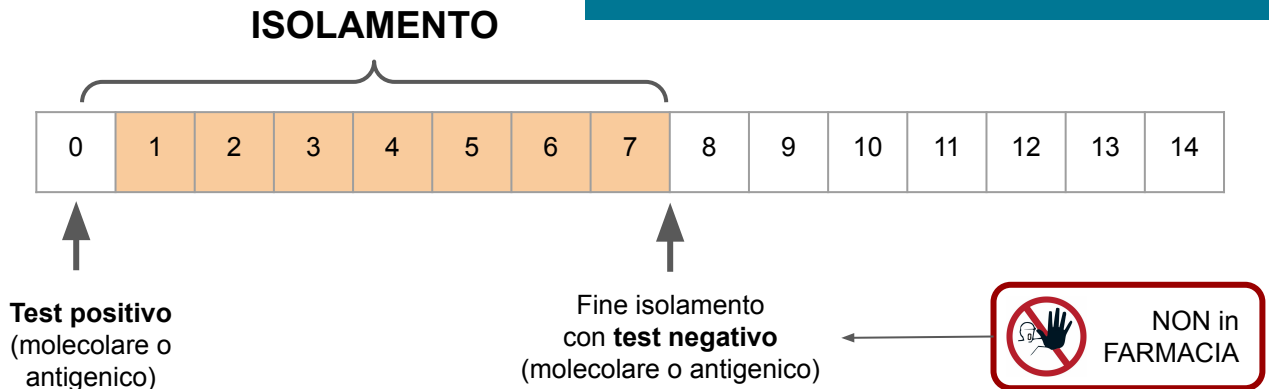 ISOLAMENTO
0 1 2 3 4 5 6 7 8 9 10 11 12 13 14
Test positivo
(molecolare o
antigenico)
Fine isolamento
con test negativo
(molecolare o antigenico)
NON in
FARMACIA